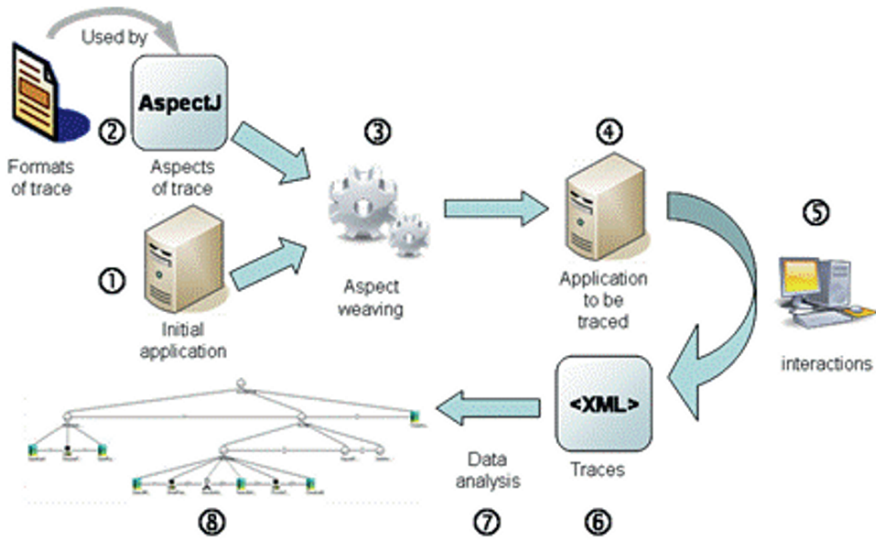 Used by
AspectJ
②
③
④
Formats
of trace
Aspects
of trace
⑤
①
Aspect
weaving
Application
to be
traced
Initial
application
interactions
<XML>
Data
analysis
Traces
⑧
⑦
⑥